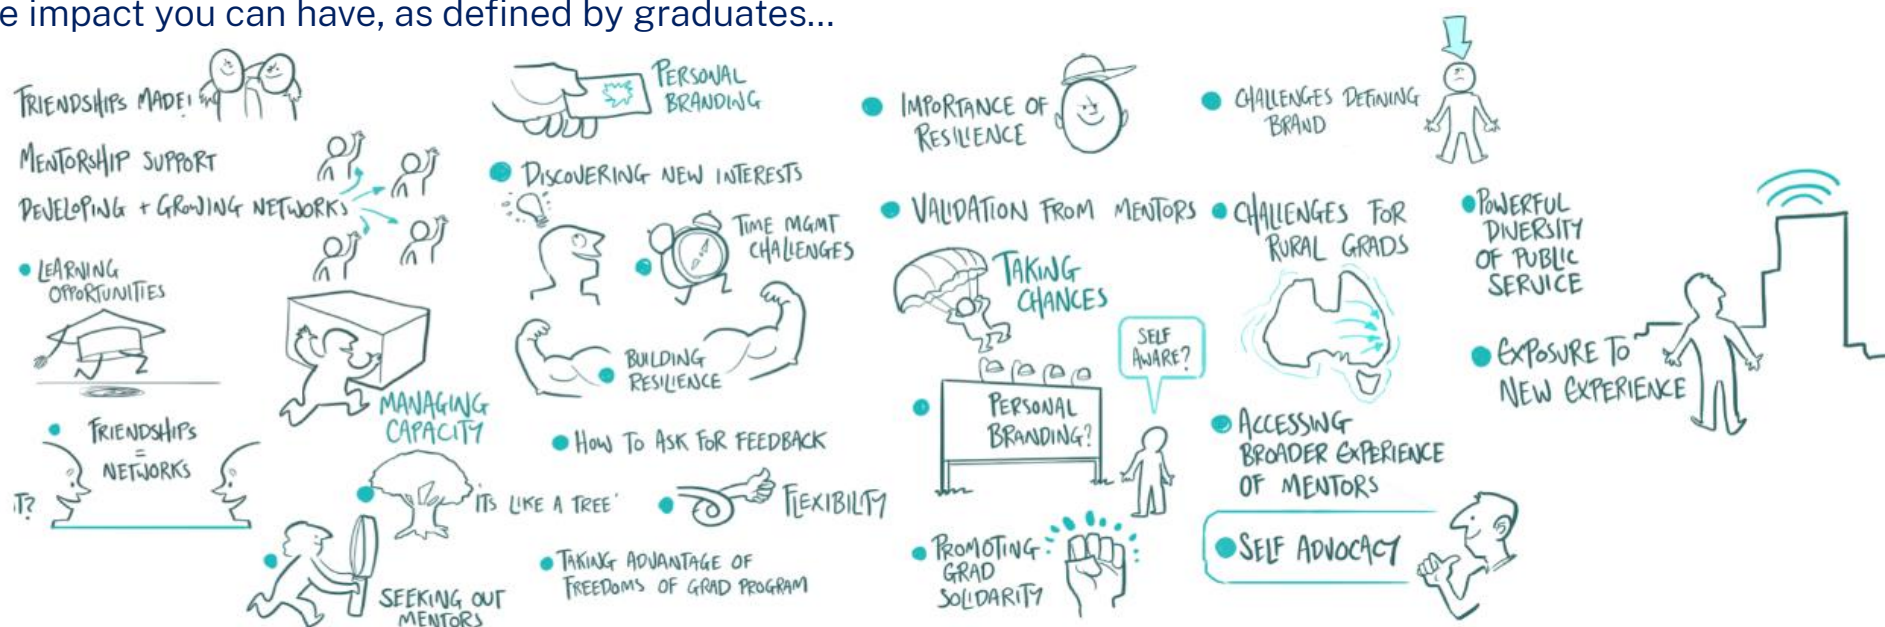 e impact you can have, as defined by graduates...
FRIENDSHIPS MADE!
MENTORSHIP SUPPORT
DEVELOPING + GROWING NETWORKS
LEARNING
OPPORTUNITIES
MANAGING
CAPACITY
FRIENDSHIPS
=
NETWORKS
T?
'ITS LIKE A TREE'
SEEKING OUT
MENTORS
PERSONAL
BRANDING
DISCOVERING NEW INTERESTS
TIME MGMT
CHALLENGES
BUILDING
RESILIENCE
HOW TO ASK FOR FEEDBACK
FLEXIBILTY
TAKING ADVANTAGE OF
FREEDOMS OF GRAD PROGRAM
IMPORTANCE OF
RESILIENCE
VALIDATION FROM MENTORS
TAKING
CHANCES
SELF
AWARE?
PERSONAL
BRANDING?
PROMOTING
GRAD
SOLIDARITY
CHALLENGES DEFINING
BRAND
CHALLENGES FOR
RURAL GRADS
ACCESSING
BROADER EXPERIENCE
OF MENTORS
SELF ADVOCACY
POWERFUL
DIVERSITY
OF PUBLIC
SERVICE
EXPOSURE TO
NEW EXPERIENCE